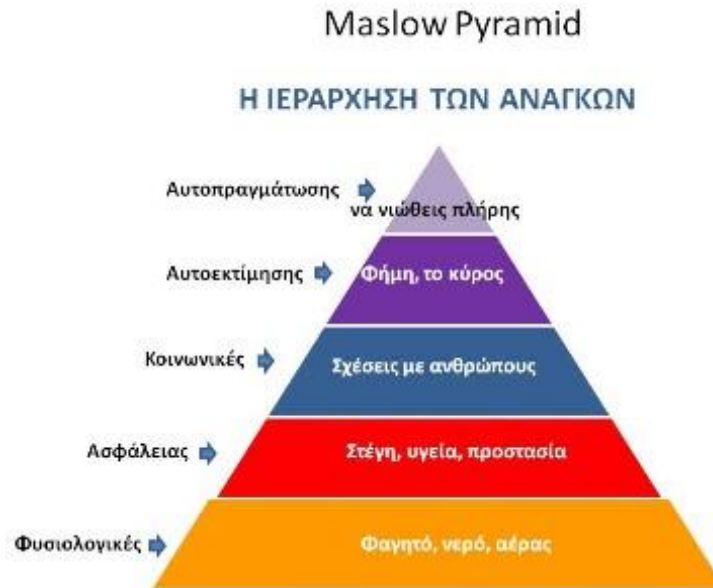 Maslow Pyramid
Η ΙΕΡΑΡΧΗΣΗ ΤΩΝ ΑΝΑΓΚΩΝ
Αυτοπραγμάτωσης
να νιώθεις πλήρης
Αυτοεκτίμησης
Φήμη, το κύρος
Κοινωνικές
Σχέσεις με ανθρώπους
Ασφάλειας
Στέγη, υγεία, προστασία
Φυσιολογικές
Φαγητό, νερό, αέρας